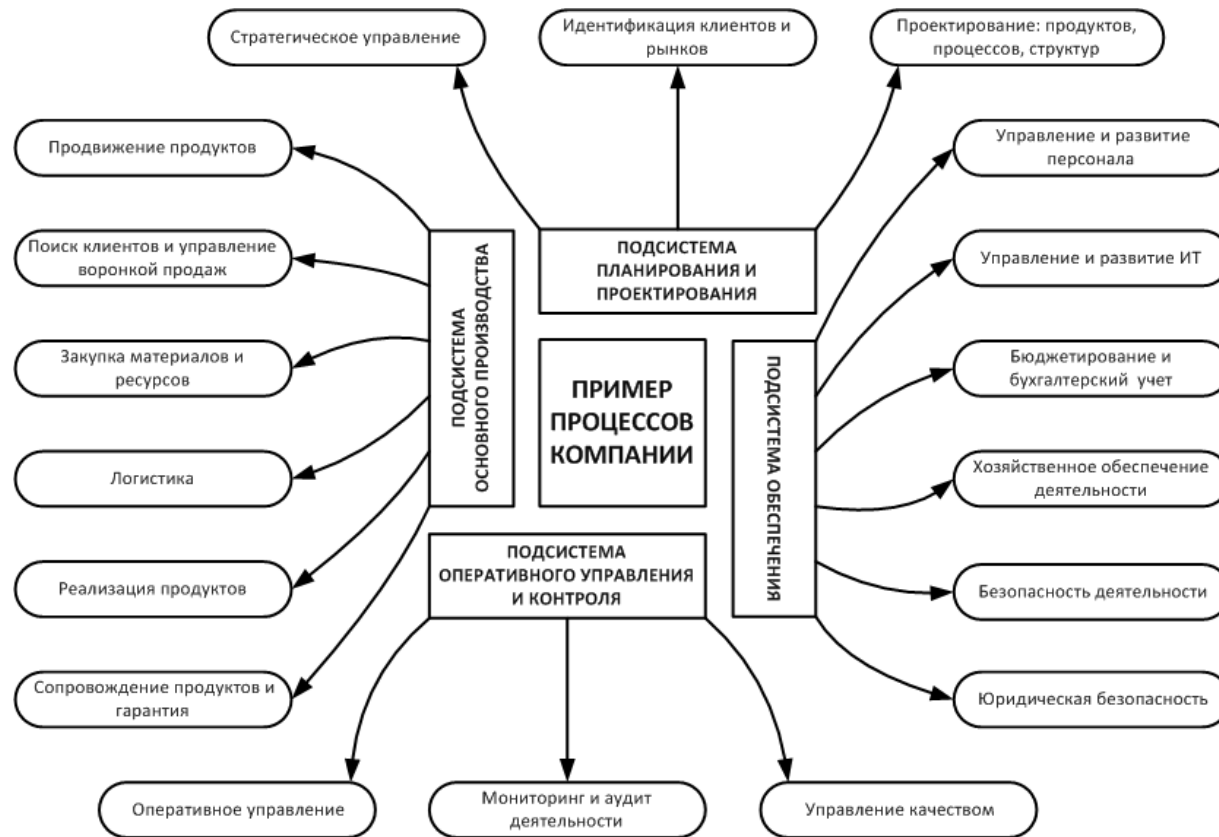 Стратегическое управление
Идентификация клиентов и
рынков
Проектирование: продуктов,
процессов, структур
Продвижение продуктов
Поиск клиентов и управление
воронкой продаж
Закупка материалов и
ресурсов
Логистика
Реализация продуктов
Сопровождение продуктов и
гарантия
ПОДСИСТЕМА
ОСНОВНОГО ПРОИЗВОДСТВА
ПОДСИСТЕМА
ПЛАНИРОВАНИЯ И
ПРОЕКТИРОВАНИЯ
ПРИМЕР
ПРОЦЕССОВ
КОМПАНИИ
ПОДСИСТЕМА
ОПЕРАТИВНОГО УПРАВЛЕНИЯ
И КОНТРОЛЯ
ПОДСИСТЕМА ОБЕСПЕЧЕНИЯ
Управление и развитие
персонала
Управление и развитие ИТ
Бюджетирование и
бухгалтерский учет
Хозяйственное обеспечение
деятельности
Безопасность деятельности
Юридическая безопасность
Оперативное управление
Мониторинг и аудит
деятельности
Управление качеством